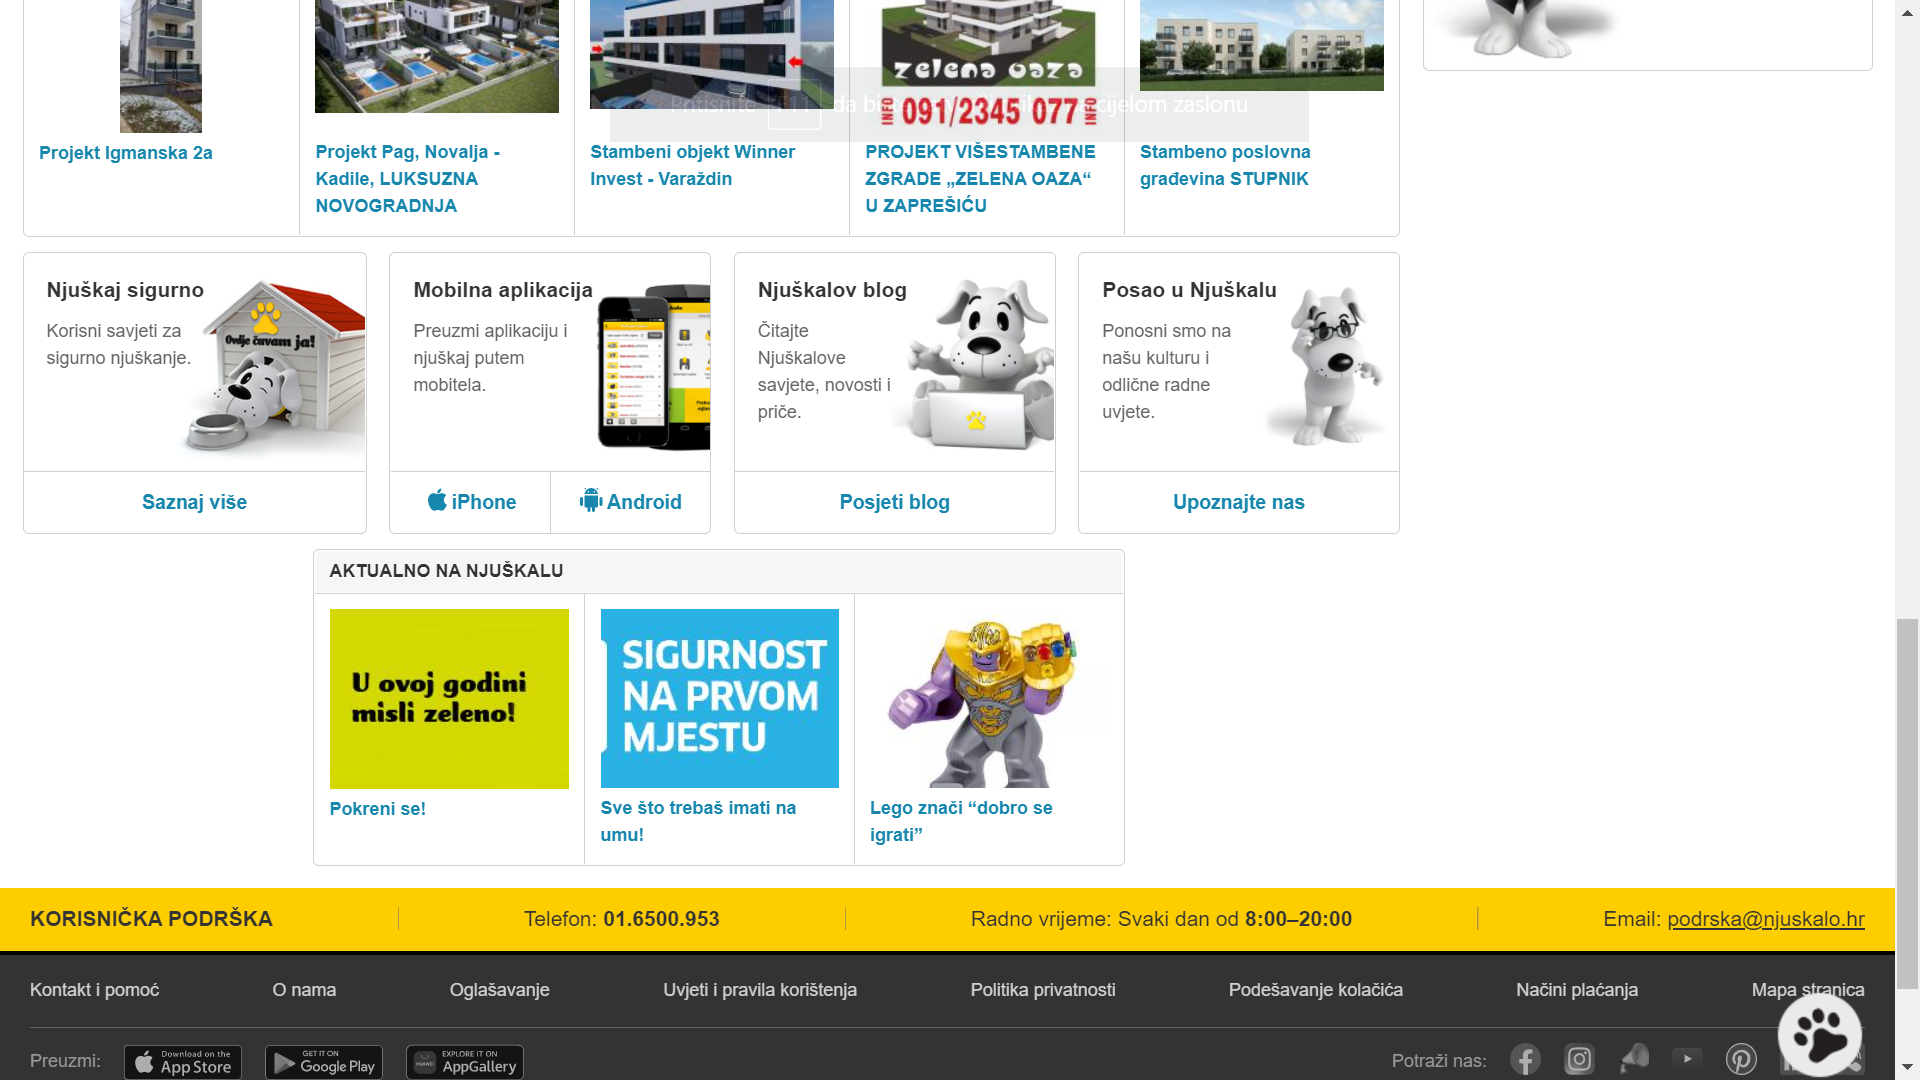 zelena oaza
INFO 091/2345 077 INFO
Pritisnite F11 da bi
cijelom zaslonu
Projekt Igmanska 2a
Projekt Pag, Novalja -
Kadile, LUKSUZNA
NOVOGRADNJA
Stambeni objekt Winner
Invest - Varaždin
PROJEKT VIŠESTAMBENE
ZGRADE „ZELENA OAZA“
U ZAPREŠIĆU
Stambeno poslovna
građevina STUPNIK
Njuškaj sigurno
Korisni savjeti za
sigurno njuškanje.
Ovdje čuvam ja!
Saznaj više
Mobilna aplikacija
Preuzmi aplikaciju i
njuškaj putem
mobitela.
iPhone
Android
Njuškalov blog
Čitajte
Njuškalove
savjete, novosti i
priče.
Posjeti blog
Posao u Njuškalu
Ponosni smo na
našu kulturu i
odlične radne
uvjete.
Upoznajte nas
AKTUALNO NA NJUŠKALU
U ovoj godini
misli zeleno!
Pokreni se!
SIGURNOST
NA PRVOM
MJESTU
Sve što trebaš imati na
umu!
Lego znači “dobro se
igrati”
KORISNIČKA PODRŠKA
Telefon: 01.6500.953
Radno vrijeme: Svaki dan od 8:00–20:00
Email: podrska@njuskalo.hr
Kontakt i pomoć
O nama
Oglašavanje
Uvjeti i pravila korištenja
Politika privatnosti
Podešavanje kolačića
Načini plaćanja
Mapa stranica
Preuzmi:
Download on the
App Store
GET IT ON
Google Play
EXPLORE IT ON
AppGallery
Potraži nas: